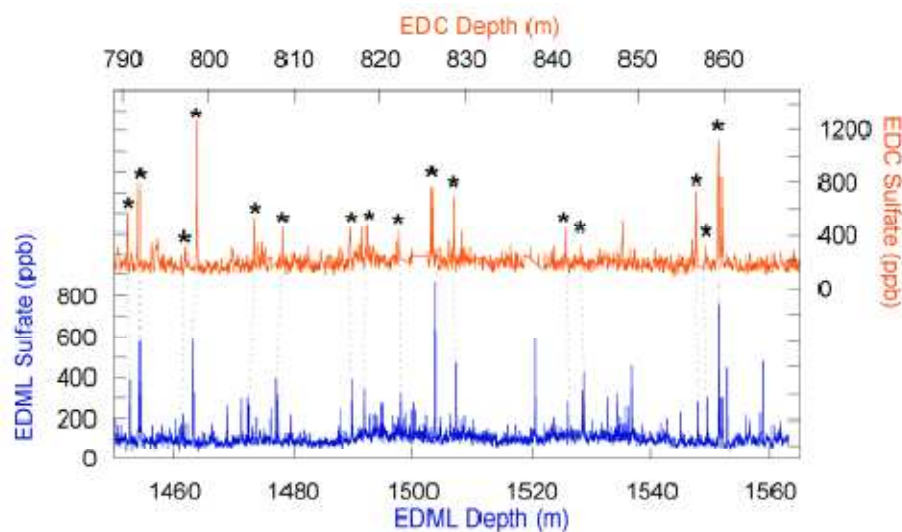 EDC Depth (m)
790 800 810 820 830 840 850 860
1200
800
400
0
EDC Sulfate (ppb)
* * * * * * * * * * * * * * * *
800
600
400
200
0
EDML Sulfate (ppb)
1460 1480 1500 1520 1540 1560
EDML Depth (m)